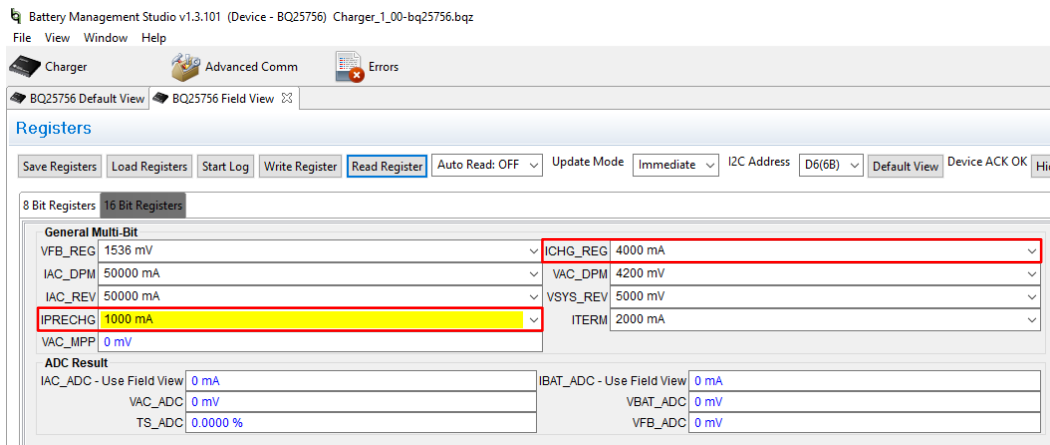 Battery Management Studio v1.3.101 (Device - BQ25756) Charger_1_00-bq25756.bqz
File View Window Help
Charger Advanced Comm Errors
BQ25756 Default View BQ25756 Field View
Registers
Save Registers Load Registers Start Log Write Register Read Register Auto Read: OFF Update Mode Immediate I2C Address D6(6B) Default View Device ACK OK Hi
8 Bit Registers 16 Bit Registers
General Multi-Bit
VFB_REG 1536 mV ICHG_REG 4000 mA
IAC_DPM 50000 mA VAC_DPM 4200 mV
IAC_REV 50000 mA VSYS_REV 5000 mV
IPRECHG 1000 mA ITERM 2000 mA
VAC_MPP 0 mV
ADC Result
IAC_ADC - Use Field View 0 mA IBAT_ADC - Use Field View 0 mA
VAC_ADC 0 mV VBAT_ADC 0 mV
TS_ADC 0.0000 % VFB_ADC 0 mV